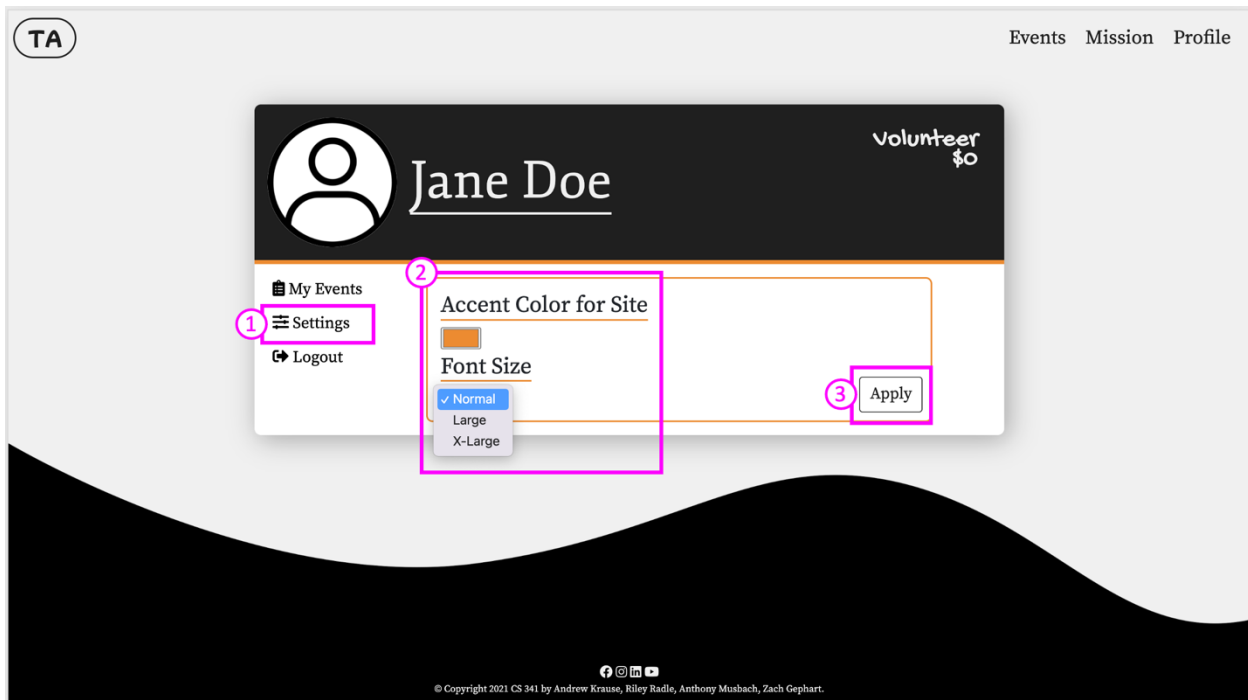 TA
Events Mission Profile
Volunteer
$0
Jane Doe
2
My Events
1
Settings
Logout
Accent Color for Site
Font Size
✓ Normal
Large
X-Large
3
Apply
© Copyright 2021 CS 341 by Andrew Krause, Riley Radle, Anthony Musbach, Zach Gephart.